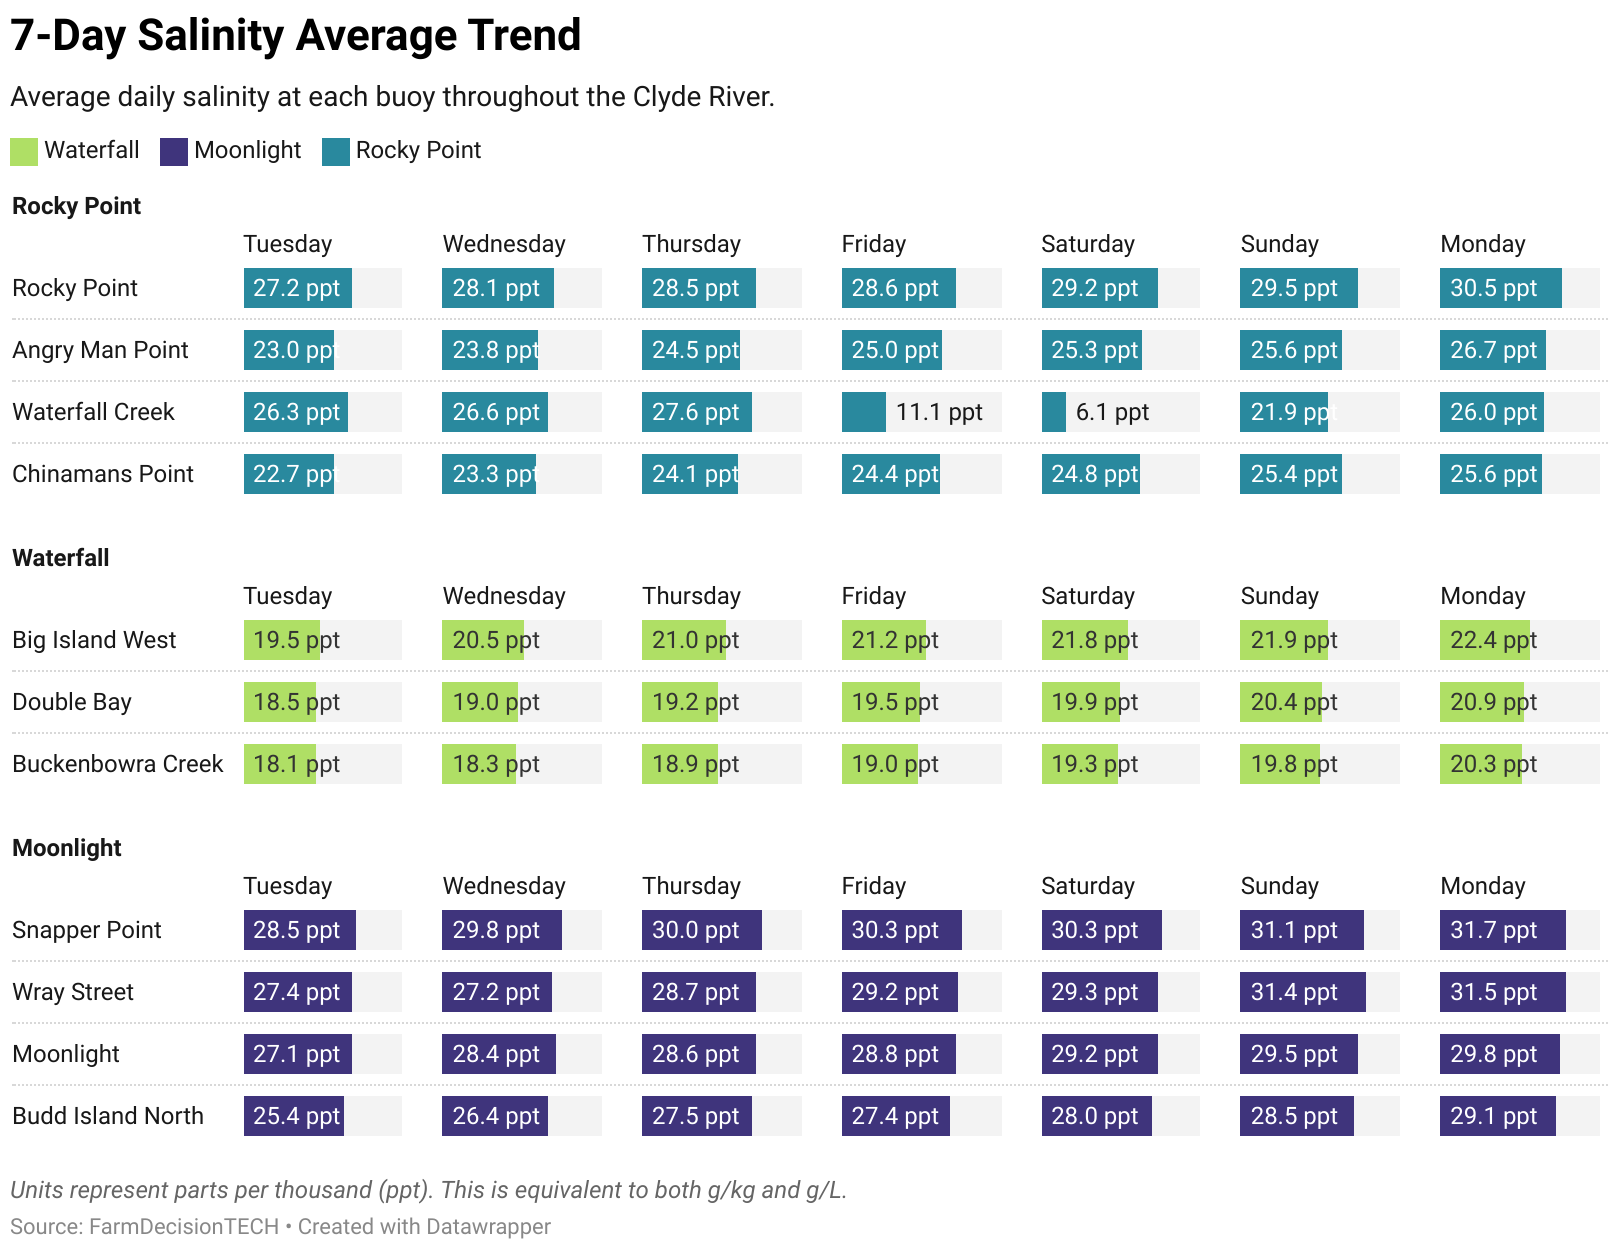 7-Day Salinity Average Trend
Average daily salinity at each buoy throughout the Clyde River.
Waterfall Moonlight Rocky Point
Rocky Point
Tuesday Wednesday Thursday Friday Saturday Sunday Monday
Rocky Point 27.2 ppt 28.1 ppt 28.5 ppt 28.6 ppt 29.2 ppt 29.5 ppt 30.5 ppt
Angry Man Point 23.0 ppt 23.8 ppt 24.5 ppt 25.0 ppt 25.3 ppt 25.6 ppt 26.7 ppt
Waterfall Creek 26.3 ppt 26.6 ppt 27.6 ppt 11.1 ppt 6.1 ppt 21.9 ppt 26.0 ppt
Chinamans Point 22.7 ppt 23.3 ppt 24.1 ppt 24.4 ppt 24.8 ppt 25.4 ppt 25.6 ppt
Waterfall
Tuesday Wednesday Thursday Friday Saturday Sunday Monday
Big Island West 19.5 ppt 20.5 ppt 21.0 ppt 21.2 ppt 21.8 ppt 21.9 ppt 22.4 ppt
Double Bay 18.5 ppt 19.0 ppt 19.2 ppt 19.5 ppt 19.9 ppt 20.4 ppt 20.9 ppt
Buckenbowra Creek 18.1 ppt 18.3 ppt 18.9 ppt 19.0 ppt 19.3 ppt 19.8 ppt 20.3 ppt
Moonlight
Tuesday Wednesday Thursday Friday Saturday Sunday Monday
Snapper Point 28.5 ppt 29.8 ppt 30.0 ppt 30.3 ppt 30.3 ppt 31.1 ppt 31.7 ppt
Wray Street 27.4 ppt 27.2 ppt 28.7 ppt 29.2 ppt 29.3 ppt 31.4 ppt 31.5 ppt
Moonlight 27.1 ppt 28.4 ppt 28.6 ppt 28.8 ppt 29.2 ppt 29.5 ppt 29.8 ppt
Budd Island North 25.4 ppt 26.4 ppt 27.5 ppt 27.4 ppt 28.0 ppt 28.5 ppt 29.1 ppt
Units represent parts per thousand (ppt). This is equivalent to both g/kg and g/L.
Source: FarmDecisionTECH • Created with Datawrapper